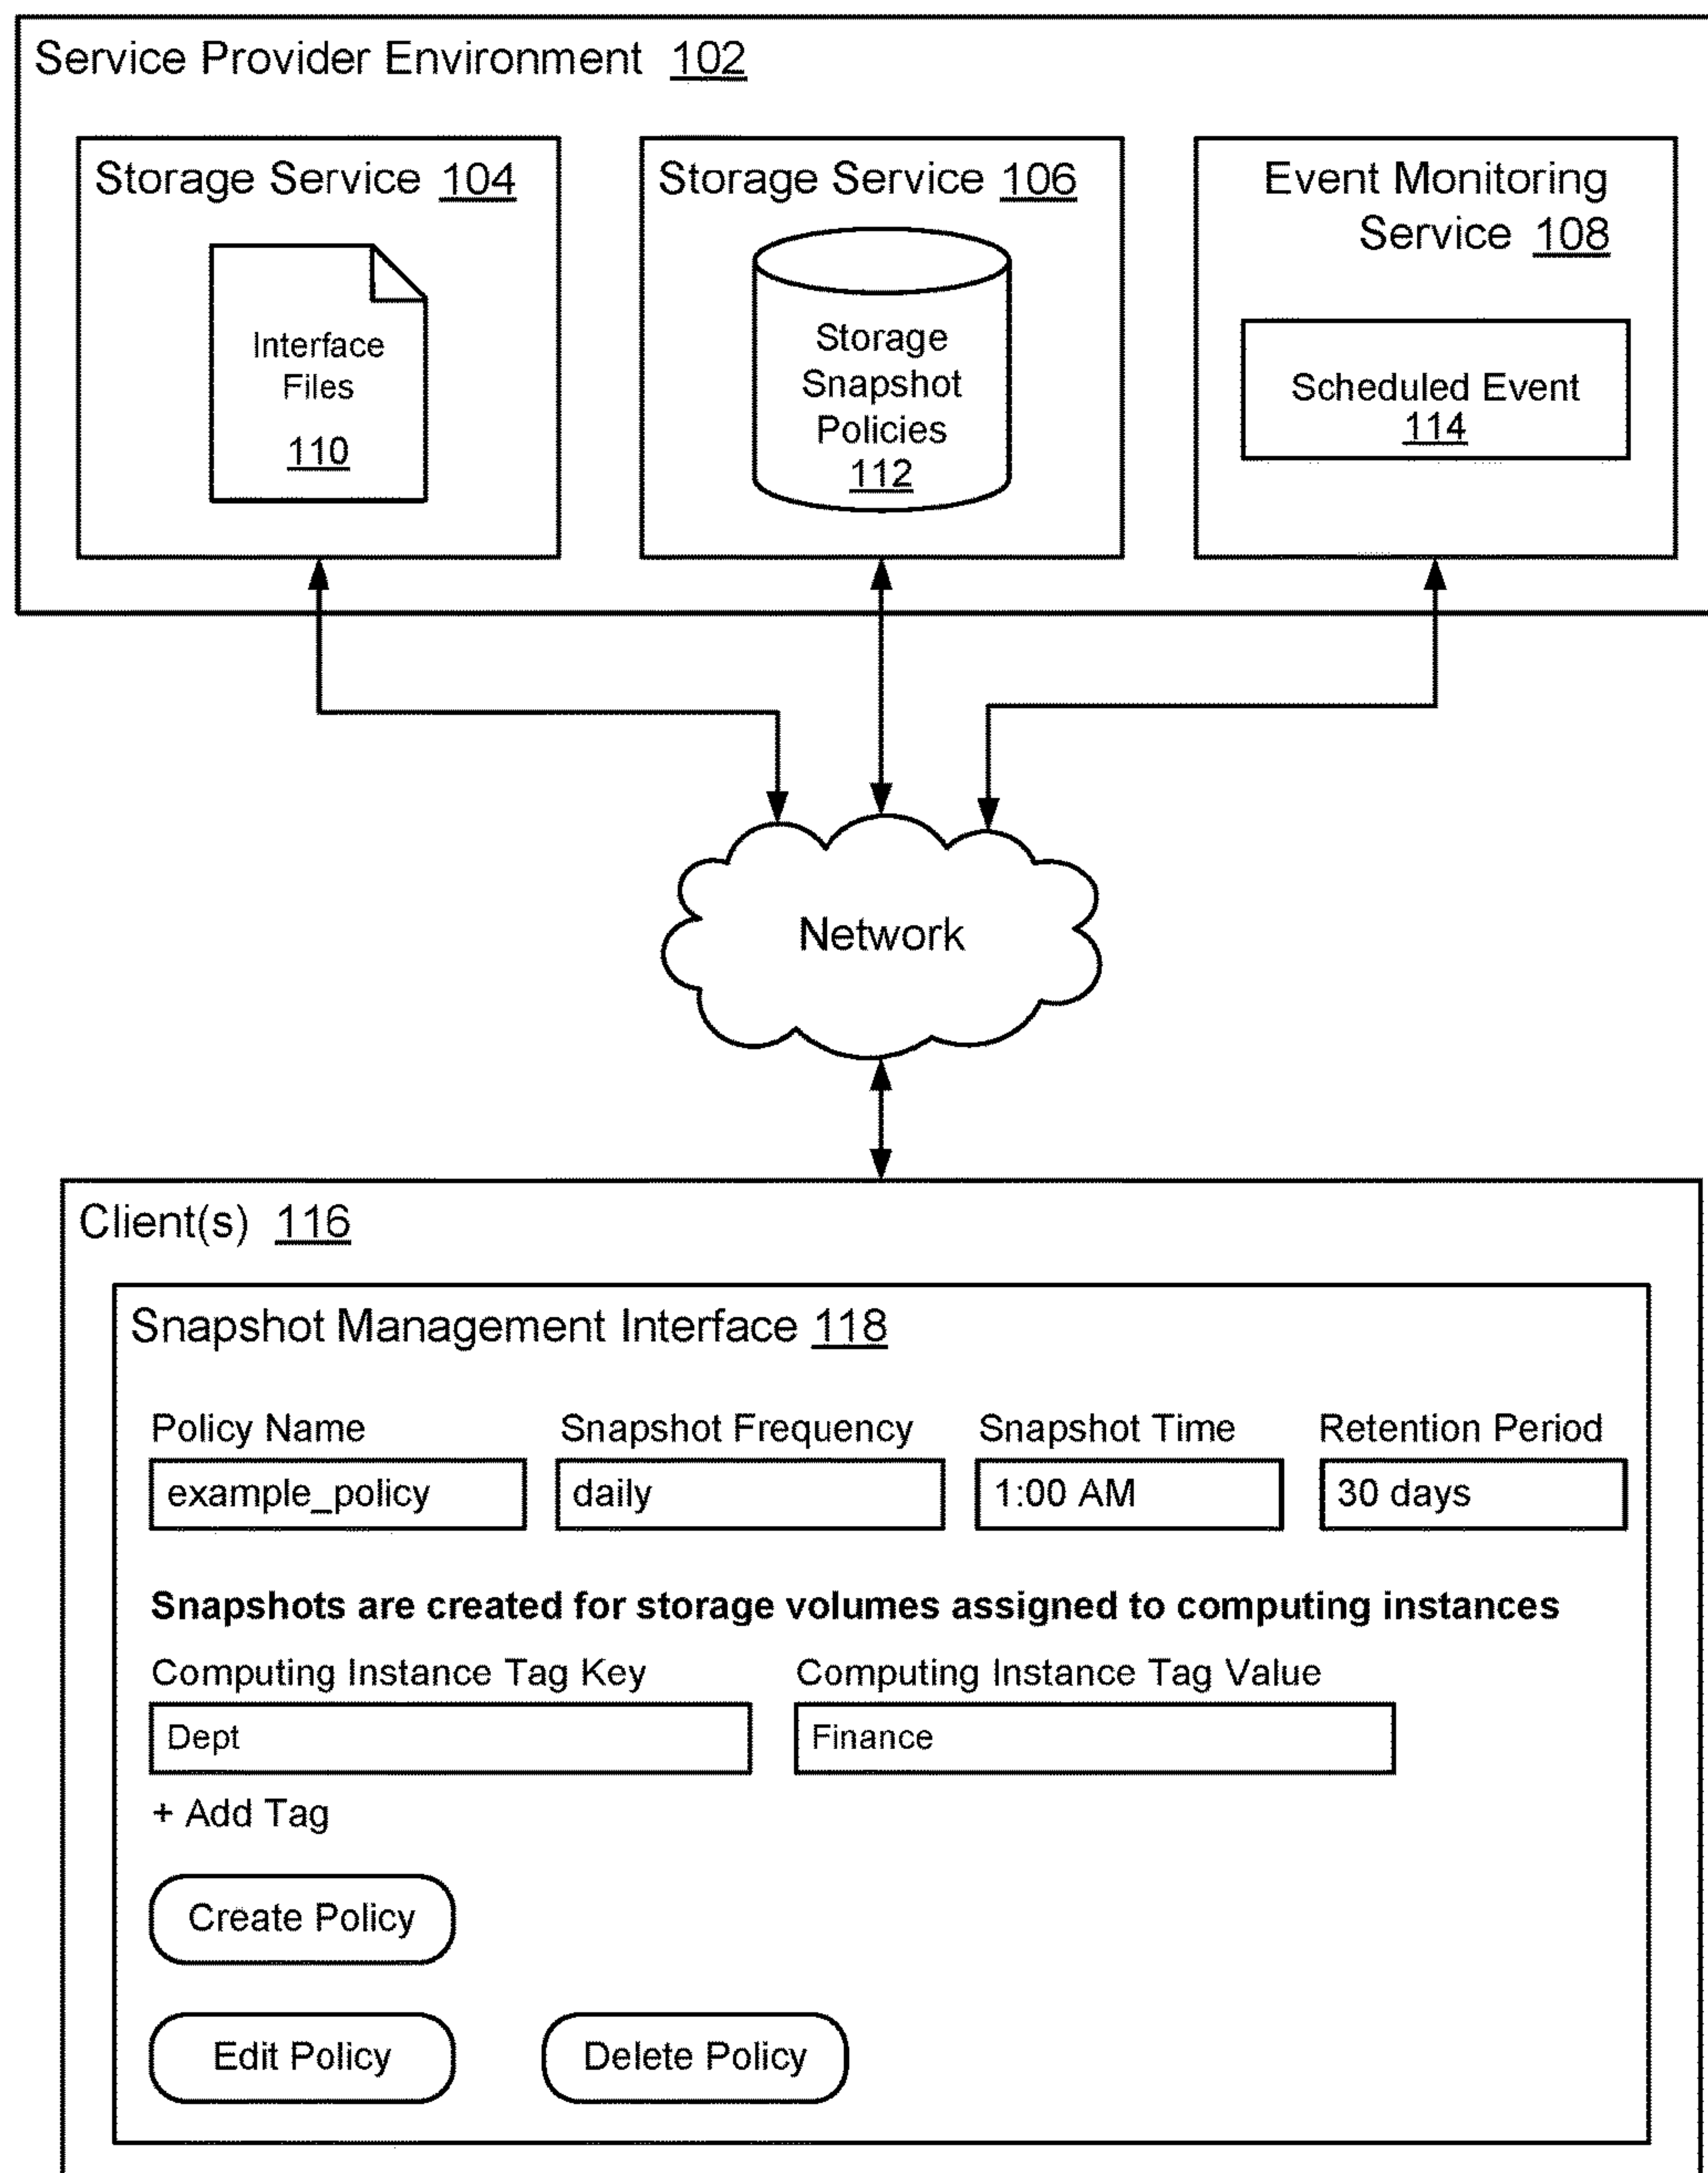 Service Provider Environment 102
Storage Service 104
Interface
Files
110
Storage Service 106
Storage
Snapshot
Policies
112
Event Monitoring
Service 108
Scheduled Event
114
Network
Client(s) 116
Snapshot Management Interface 118
Policy Name Snapshot Frequency Snapshot Time Retention Period
example_policy daily 1:00 AM 30 days
Snapshots are created for storage volumes assigned to computing instances
Computing Instance Tag Key Computing Instance Tag Value
Dept Finance
+ Add Tag
Create Policy
Edit Policy Delete Policy